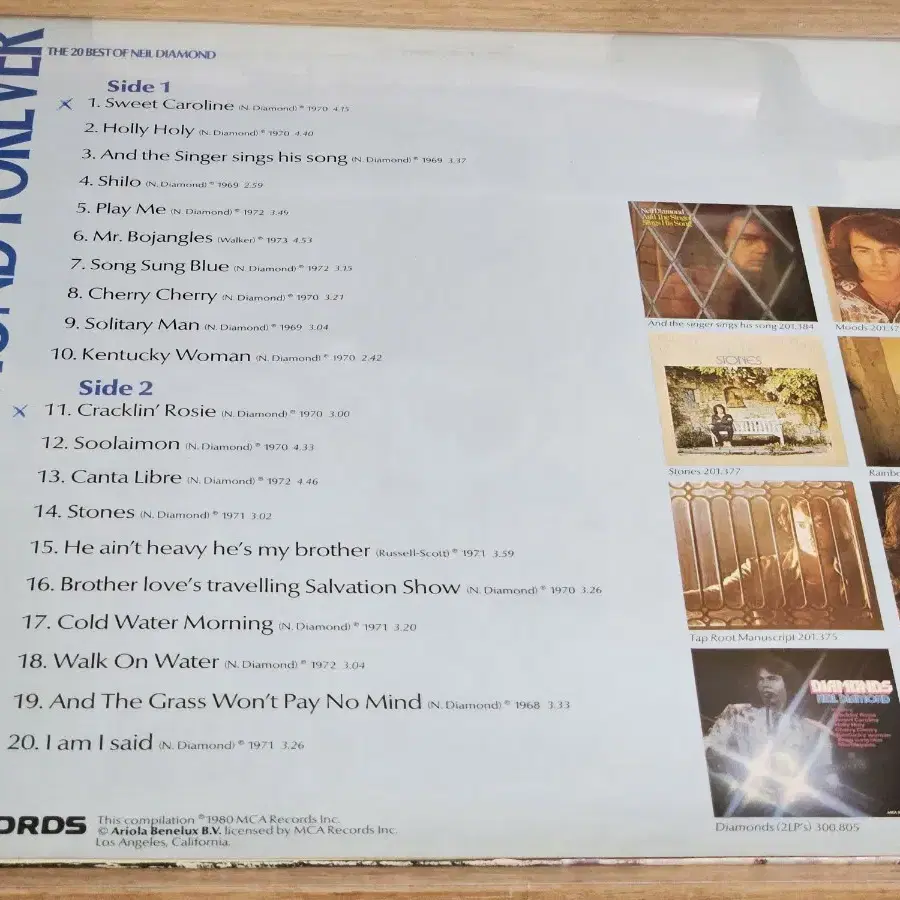 THE 20 BEST OF NEIL DIAMOND
FOREVER
Side 1
1. Sweet Caroline (N. Diamond) ℗ 1970 4.15
2. Holly Holy (N. Diamond) ℗ 1970 4.40
3. And the Singer sings his song (N. Diamond) ℗ 1969 3.37
4. Shilo (N. Diamond) ℗ 1969 2.59
5. Play Me (N. Diamond) ℗ 1972 3.49
6. Mr. Bojangles (Walker) ℗ 1973 4.53
7. Song Sung Blue (N. Diamond) ℗ 1972 3.15
8. Cherry Cherry (N. Diamond) ℗ 1970 3.21
9. Solitary Man (N. Diamond) ℗ 1969 3.04
10. Kentucky Woman (N. Diamond) ℗ 1970 2.42
Side 2
11. Cracklin' Rosie (N. Diamond) ℗ 1970 3.00
12. Soolaimon (N. Diamond) ℗ 1970 4.33
13. Canta Libre (N. Diamond) ℗ 1972 4.46
14. Stones (N. Diamond) ℗ 1971 3.02
15. He ain't heavy he's my brother (Russell-Scott) ℗ 1971 3.59
16. Brother love's travelling Salvation Show (N. Diamond) ℗ 1970 3.26
17. Cold Water Morning (N. Diamond) ℗ 1971 3.20
18. Walk On Water (N. Diamond) ℗ 1972 3.04
19. And The Grass Won't Pay No Mind (N. Diamond) ℗ 1968 3.33
20. I am I said (N. Diamond) ℗ 1971 3.26
ORDS
This compilation ℗1980 MCA Records Inc.
© Ariola Benelux B.V. licensed by MCA Records Inc.
Los Angeles, California.
Neil Diamond
And The Singer
Sings His Song
And the singer sings his song 201.384
Moods 201.37
STONES
Stones 201.377
Tap Root Manuscript 201.375
DIAMONDS
NEIL DIAMOND
Diamonds (2LP's) 300.805